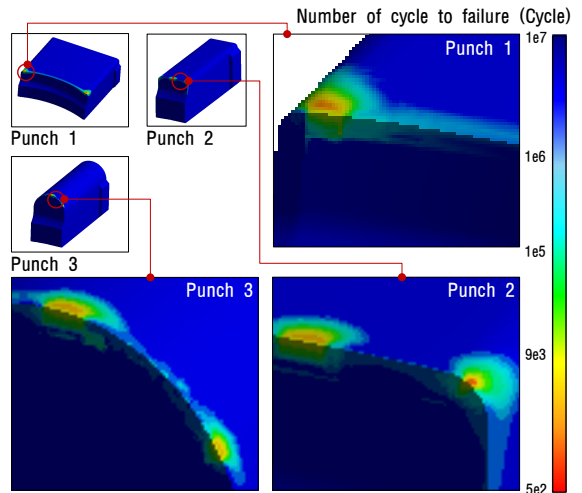 Number of cycle to failure (Cycle)
Punch 1
1e7
Punch 1
Punch 2
1e6
Punch 3
1e5
Punch 3
Punch 2
9e3
5e2